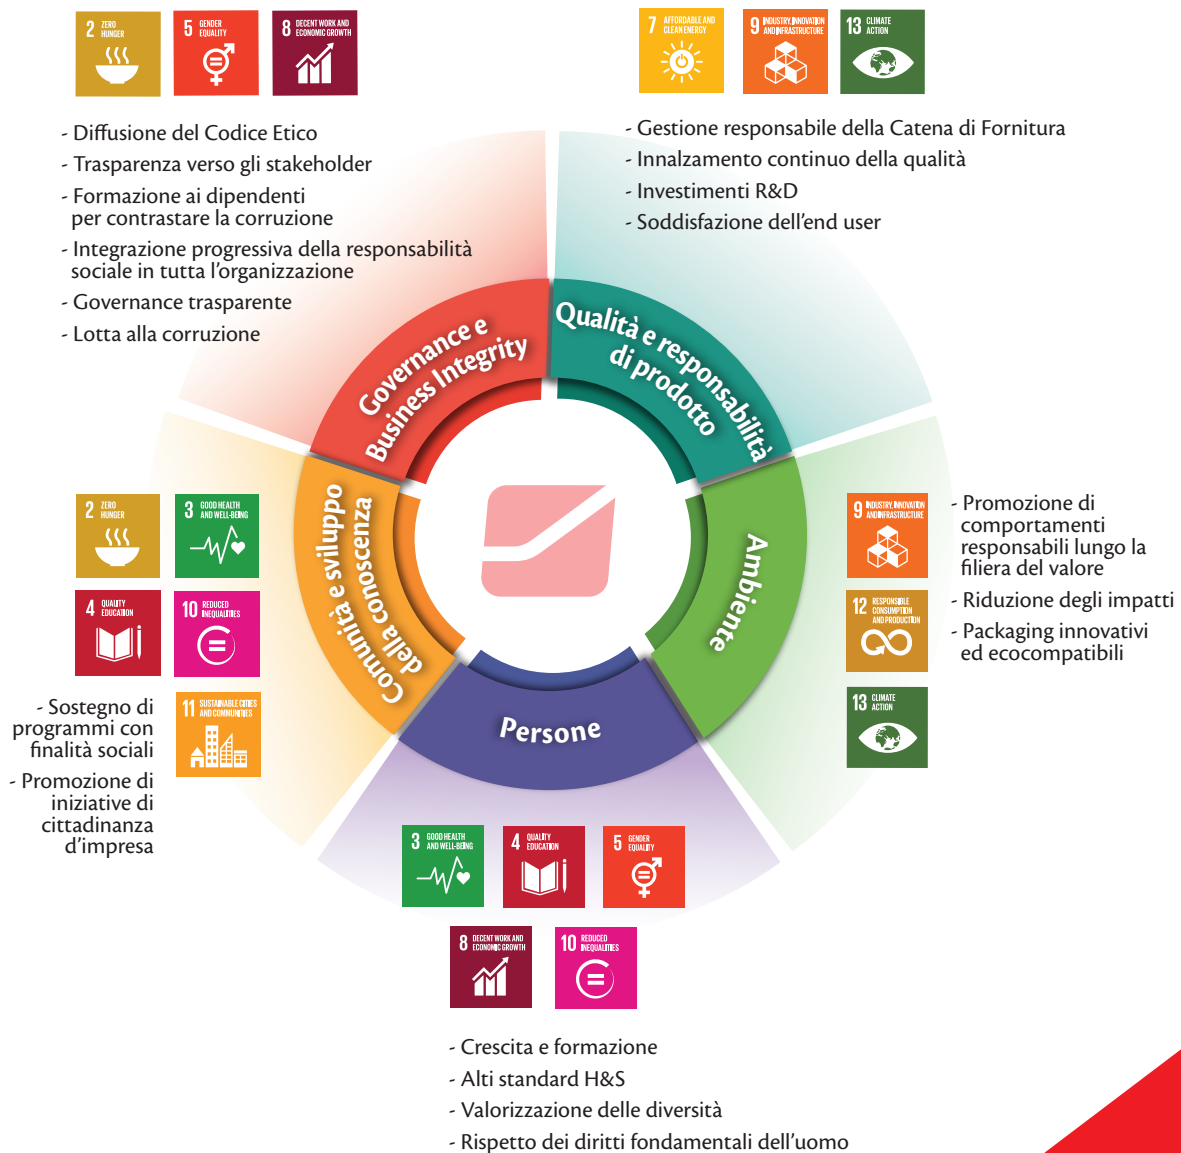 2 ZERO
HUNGER
5 GENDER
EQUALITY
8 DECENT WORK AND
ECONOMIC GROWTH
- Diffusione del Codice Etico
- Trasparenza verso gli stakeholder
- Formazione ai dipendenti
per contrastare la corruzione
- Integrazione progressiva della responsabilità
sociale in tutta l'organizzazione
- Governance trasparente
- Lotta alla corruzione
7 AFFORDABLE AND
CLEAN ENERGY
9 INDUSTRY, INNOVATION
AND INFRASTRUCTURE
13 CLIMATE
ACTION
- Gestione responsabile della Catena di Fornitura
- Innalzamento continuo della qualità
- Investimenti R&D
- Soddisfazione dell'end user
Governance e
Business Integrity
Qualità e responsabilità
di prodotto
Ambiente
Persone
Comunità e sviluppo
della conoscenza
2 ZERO
HUNGER
3 GOOD HEALTH
AND WELL-BEING
4 QUALITY
EDUCATION
10 REDUCED
INEQUALITIES
11 SUSTAINABLE CITIES
AND COMMUNITIES
- Sostegno di
programmi con
finalità sociali
- Promozione di
iniziative di
cittadinanza
d'impresa
9 INDUSTRY, INNOVATION
AND INFRASTRUCTURE
12 RESPONSIBLE
CONSUMPTION
AND PRODUCTION
13 CLIMATE
ACTION
- Promozione di
comportamenti
responsabili lungo la
filiera del valore
- Riduzione degli impatti
- Packaging innovativi
ed ecocompatibili
3 GOOD HEALTH
AND WELL-BEING
4 QUALITY
EDUCATION
5 GENDER
EQUALITY
8 DECENT WORK AND
ECONOMIC GROWTH
10 REDUCED
INEQUALITIES
- Crescita e formazione
- Alti standard H&S
- Valorizzazione delle diversità
- Rispetto dei diritti fondamentali dell'uomo